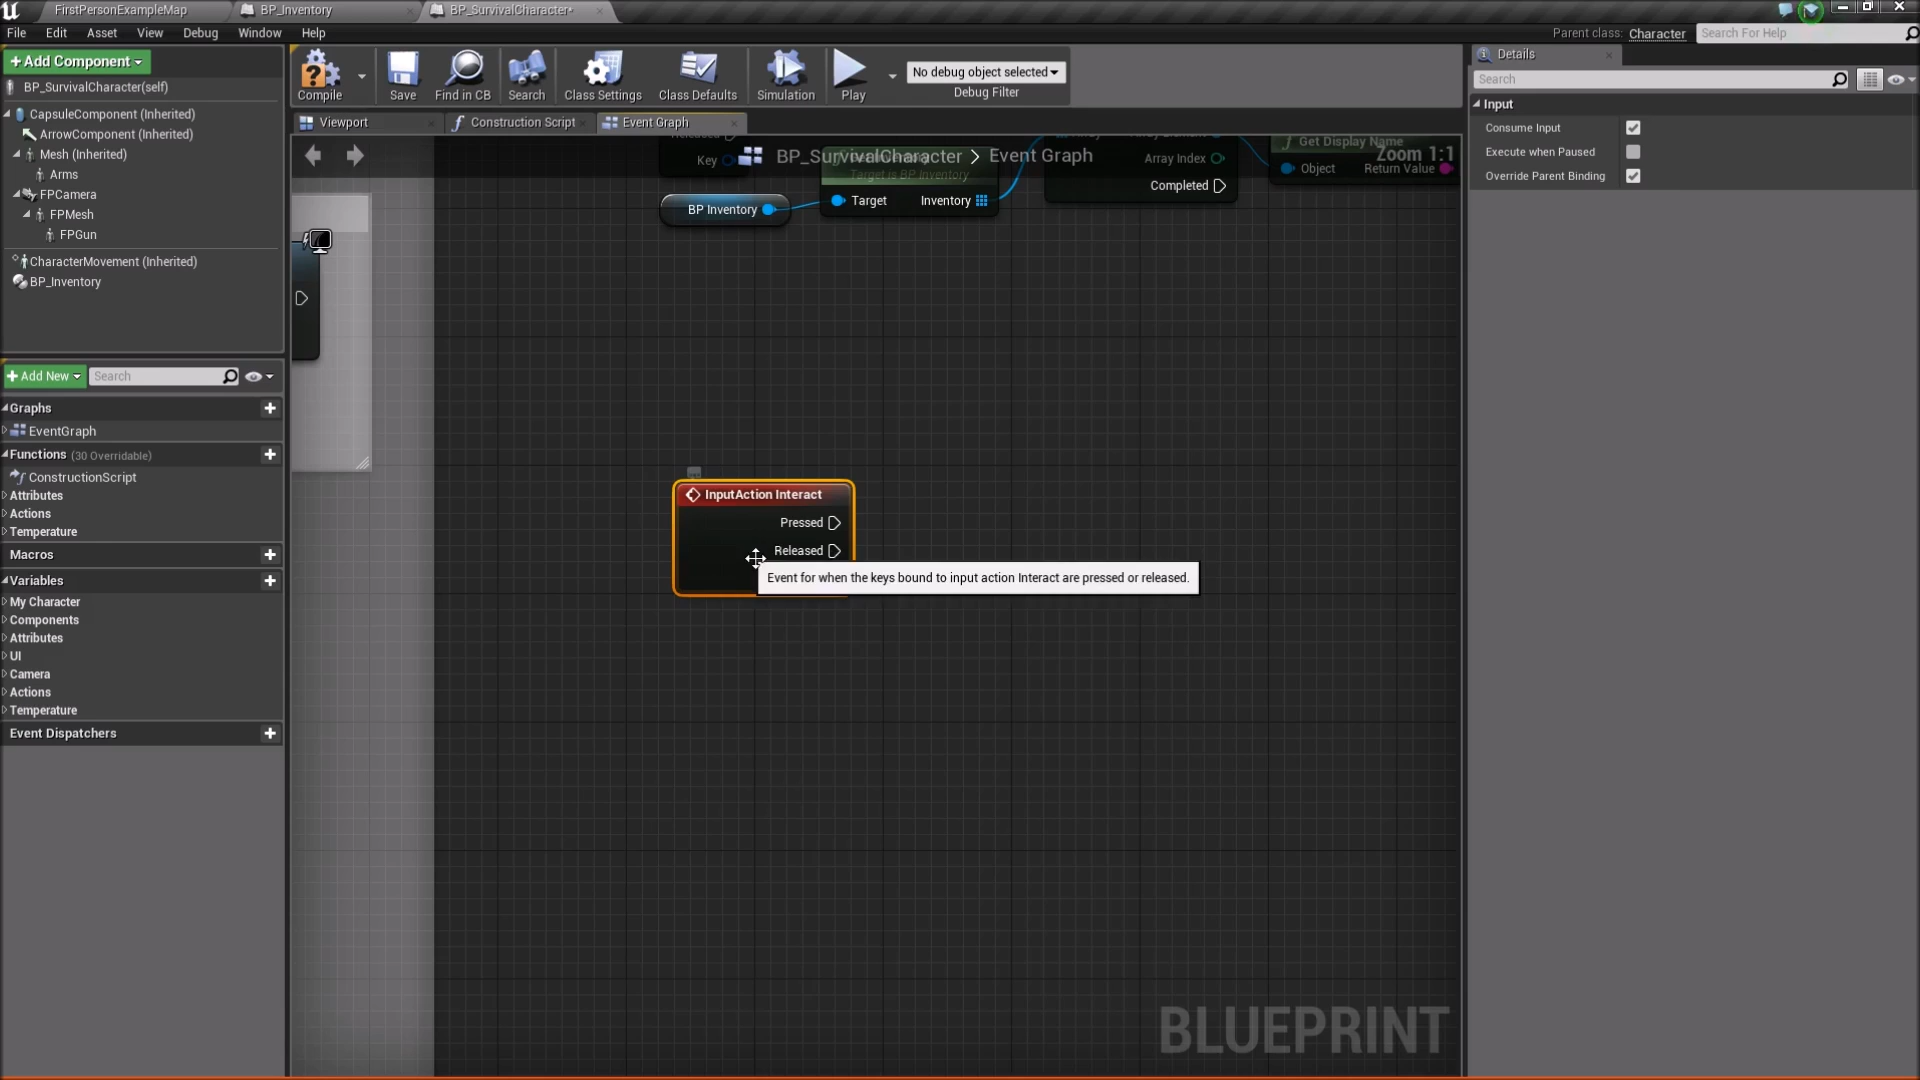 FirstPersonExampleMap
BP_Inventory
BP_SurvivalCharacter*
File Edit Asset View Debug Window Help
Parent class: Character
Search For Help
+Add Component
BP_SurvivalCharacter(self)
CapsuleComponent (Inherited)
ArrowComponent (Inherited)
Mesh (Inherited)
Arms
FPCamera
FPMesh
FPGun
CharacterMovement (Inherited)
BP_Inventory
Compile
Save
Find in CB
Search
Class Settings
Class Defaults
Simulation
Play
No debug object selected
Debug Filter
Viewport
Construction Script
Event Graph
BP_SurvivalCharacter > Event Graph
Zoom 1:1
Key
Target is BP Inventory
BP Inventory
Target
Inventory
Array Index
Completed
Get Display Name
Object
Return Value
InputAction Interact
Pressed
Released
Event for when the keys bound to input action Interact are pressed or released.
BLUEPRINT
+Add New
Search
Graphs
EventGraph
Functions (30 Overridable)
ConstructionScript
Attributes
Actions
Temperature
Macros
Variables
My Character
Components
Attributes
UI
Camera
Actions
Temperature
Event Dispatchers
Details
Search
Input
Consume Input
Execute when Paused
Override Parent Binding